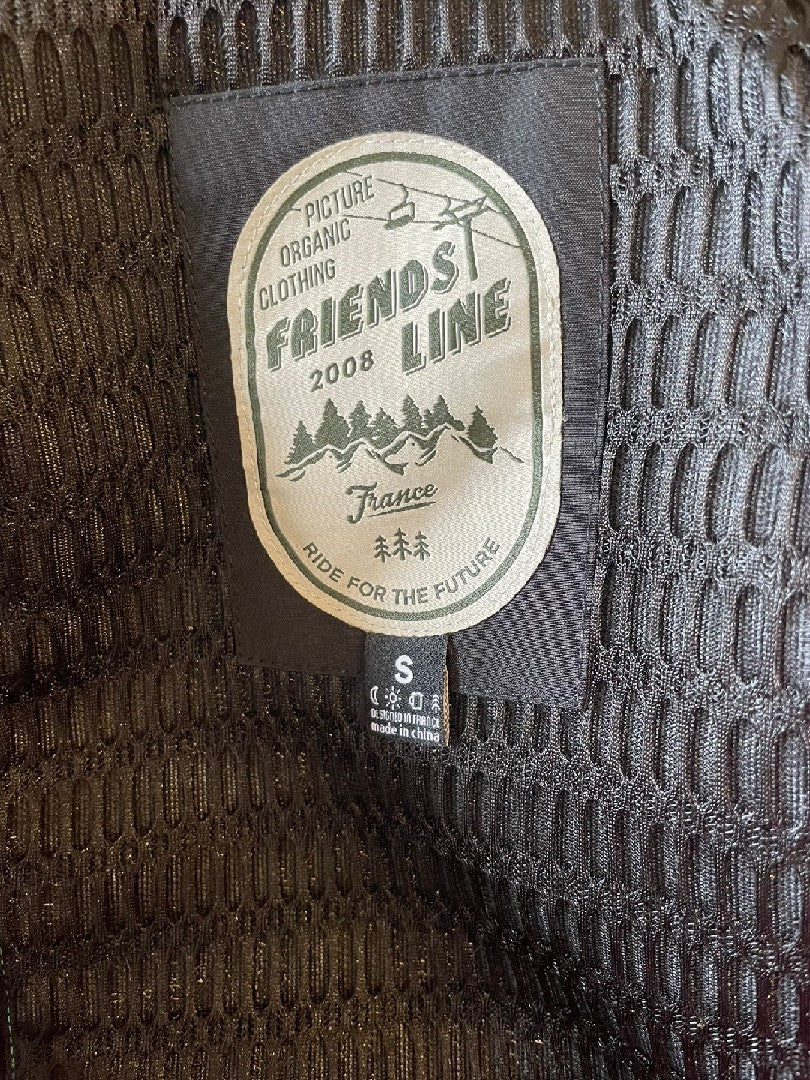 PICTURE
ORGANIC
CLOTHING
FRIENDS
LINE
2008
France
RIDE FOR THE FUTURE
S
DESIGNED IN FRANCE
made in china